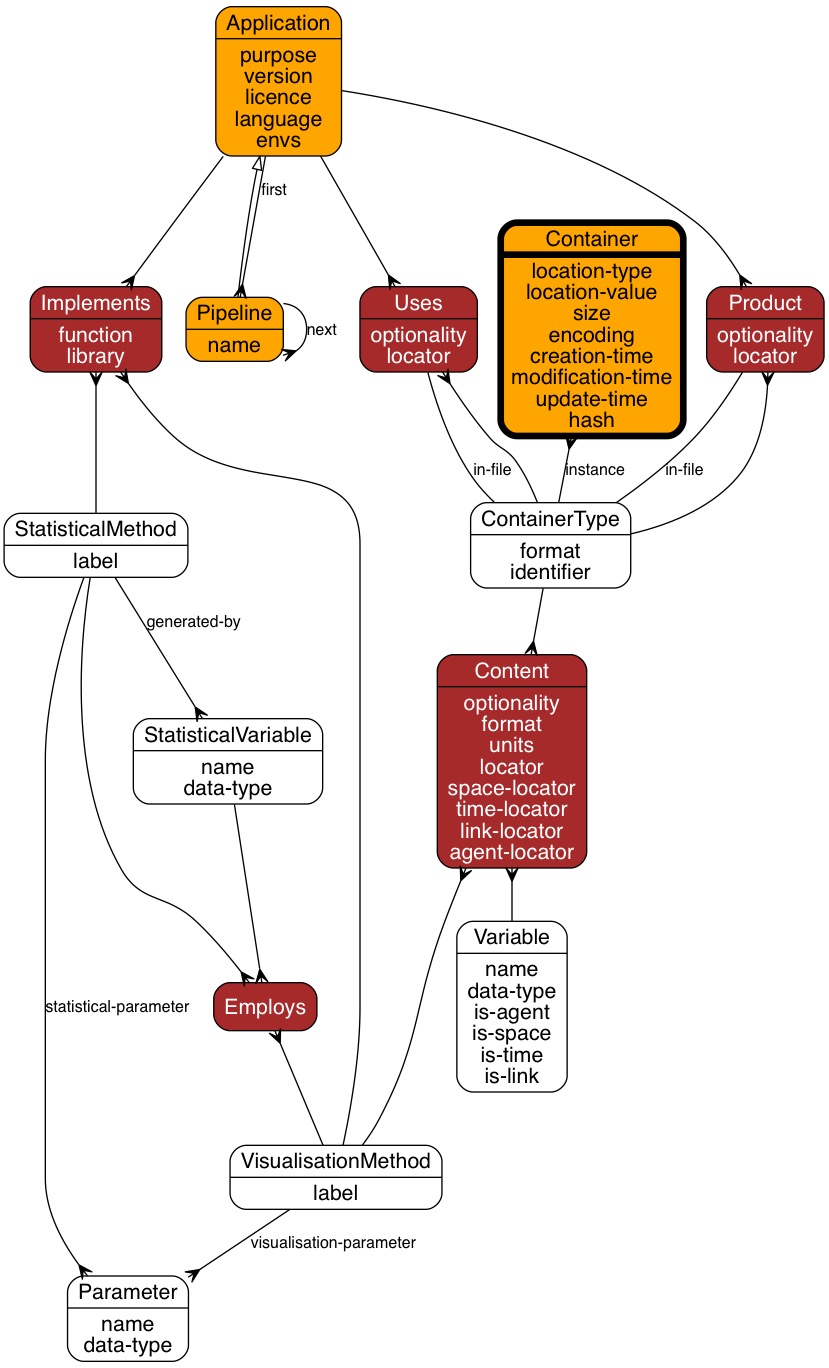 Application
purpose
version
licence
language
envs
first
Container
location-type
location-value
size
encoding
creation-time
modification-time
update-time
hash
Implements
function
library
Pipeline
name
next
Uses
optionality
locator
Product
optionality
locator
in-file
instance
in-file
StatisticalMethod
label
ContainerType
format
identifier
generated-by
Content
optionality
format
units
locator
space-locator
time-locator
link-locator
agent-locator
StatisticalVariable
name
data-type
Variable
name
data-type
is-agent
is-space
is-time
is-link
statistical-parameter
Employs
VisualisationMethod
label
visualisation-parameter
Parameter
name
data-type